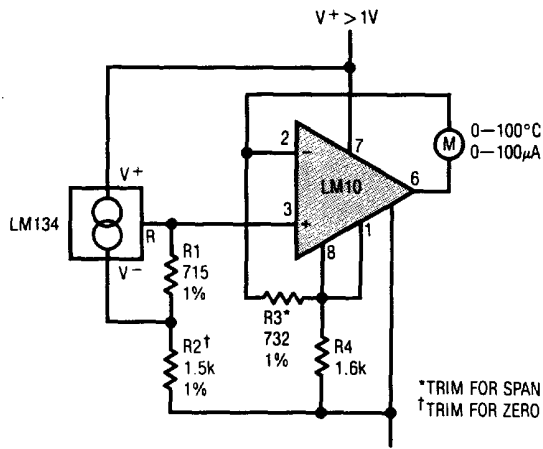 V+ > 1V
2
7
0–100°C
M
0–100μA
V+
6
LM10
LM134
3
R
8
1
V−
R1
715
1%
R3*
732
1%
R2†
1.5k
1%
R4
1.6k
*TRIM FOR SPAN
†TRIM FOR ZERO